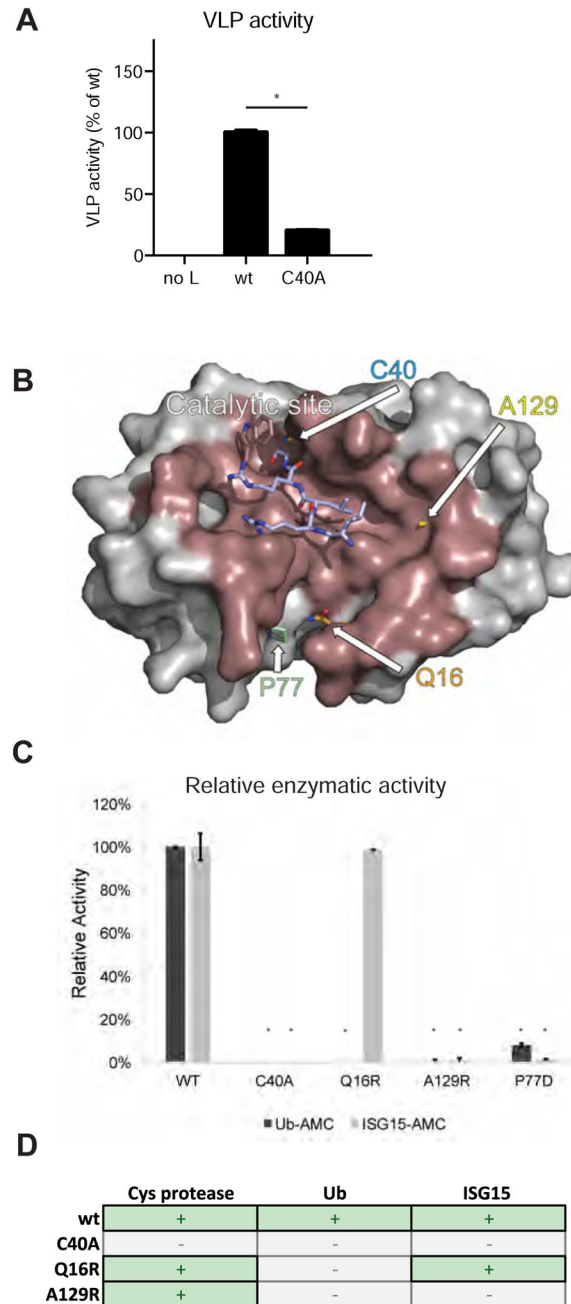 A
VLP activity
VLP activity (% of wt)
150
100
50
0
*
no L wt C40A
B
Catalytic site
C40
A129
P77
Q16
C
Relative enzymatic activity
Relative Activity
120%
100%
80%
60%
40%
20%
0%
* * * * * * *
WT C40A Q16R A129R P77D
Ub-AMC ISG15-AMC
D
Cys protease Ub ISG15
wt + + +
C40A - - -
Q16R + - +
A129R + - -